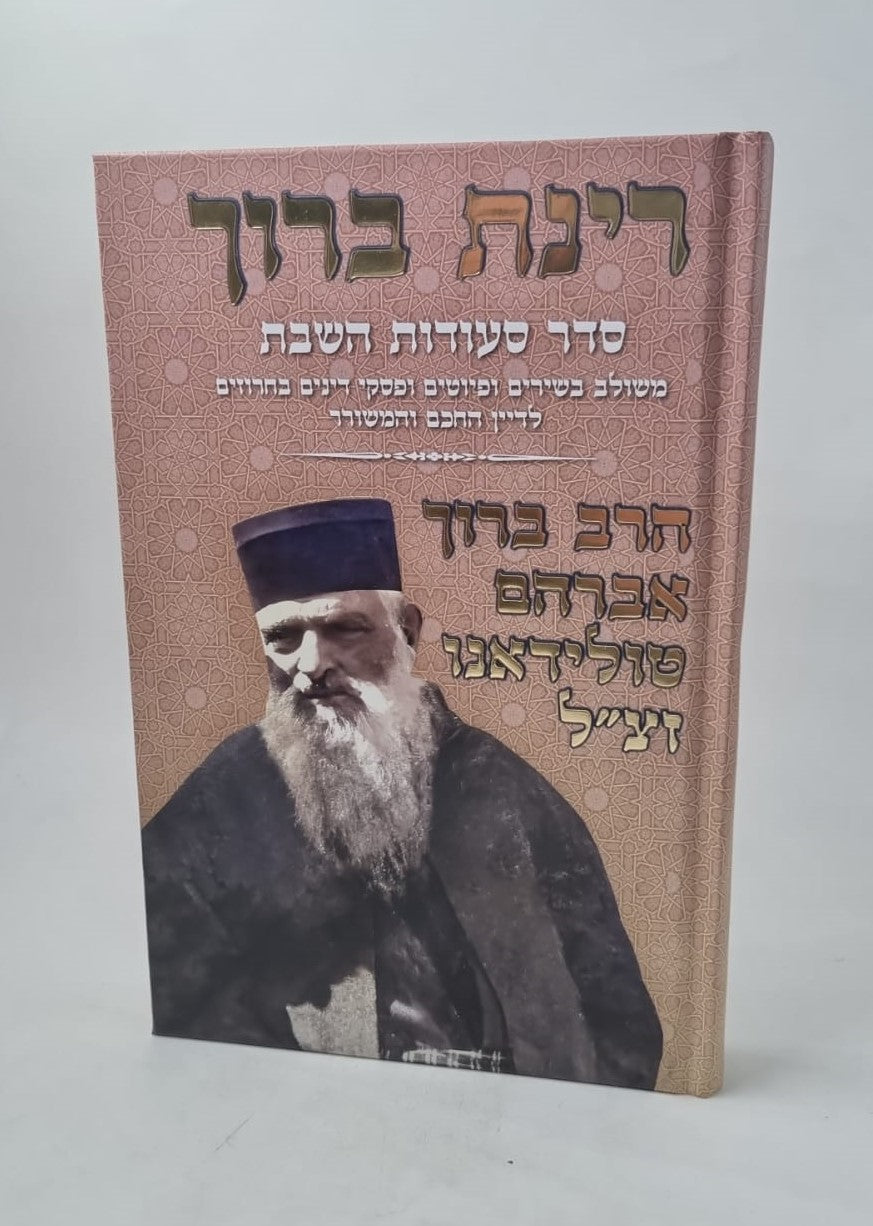 רינת ברוך
סדר סעודות השבת
משולב בשירים ופיוטים ופסקי דינים בחרוזים
לדיין החכם והמשורר
הרב ברוך
אברהם
טולידאנו
זצ"ל